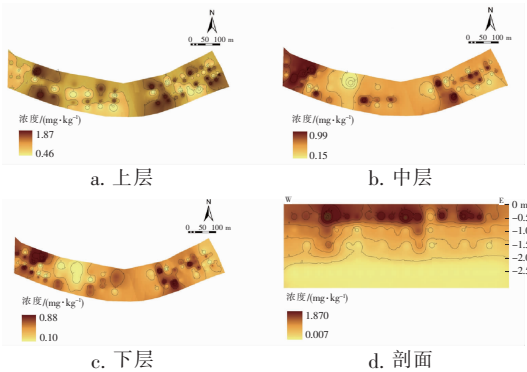 N
0 50 100 m
浓度/(mg·kg⁻¹)
1.87
0.46
a. 上层
N
0 50 100 m
浓度/(mg·kg⁻¹)
0.99
0.15
b. 中层
N
0 50 100 m
浓度/(mg·kg⁻¹)
0.88
0.10
c. 下层
W
E
0 m
-0.5
-1.0
-1.5
-2.0
-2.5
浓度/(mg·kg⁻¹)
1.870
0.007
d. 剖面